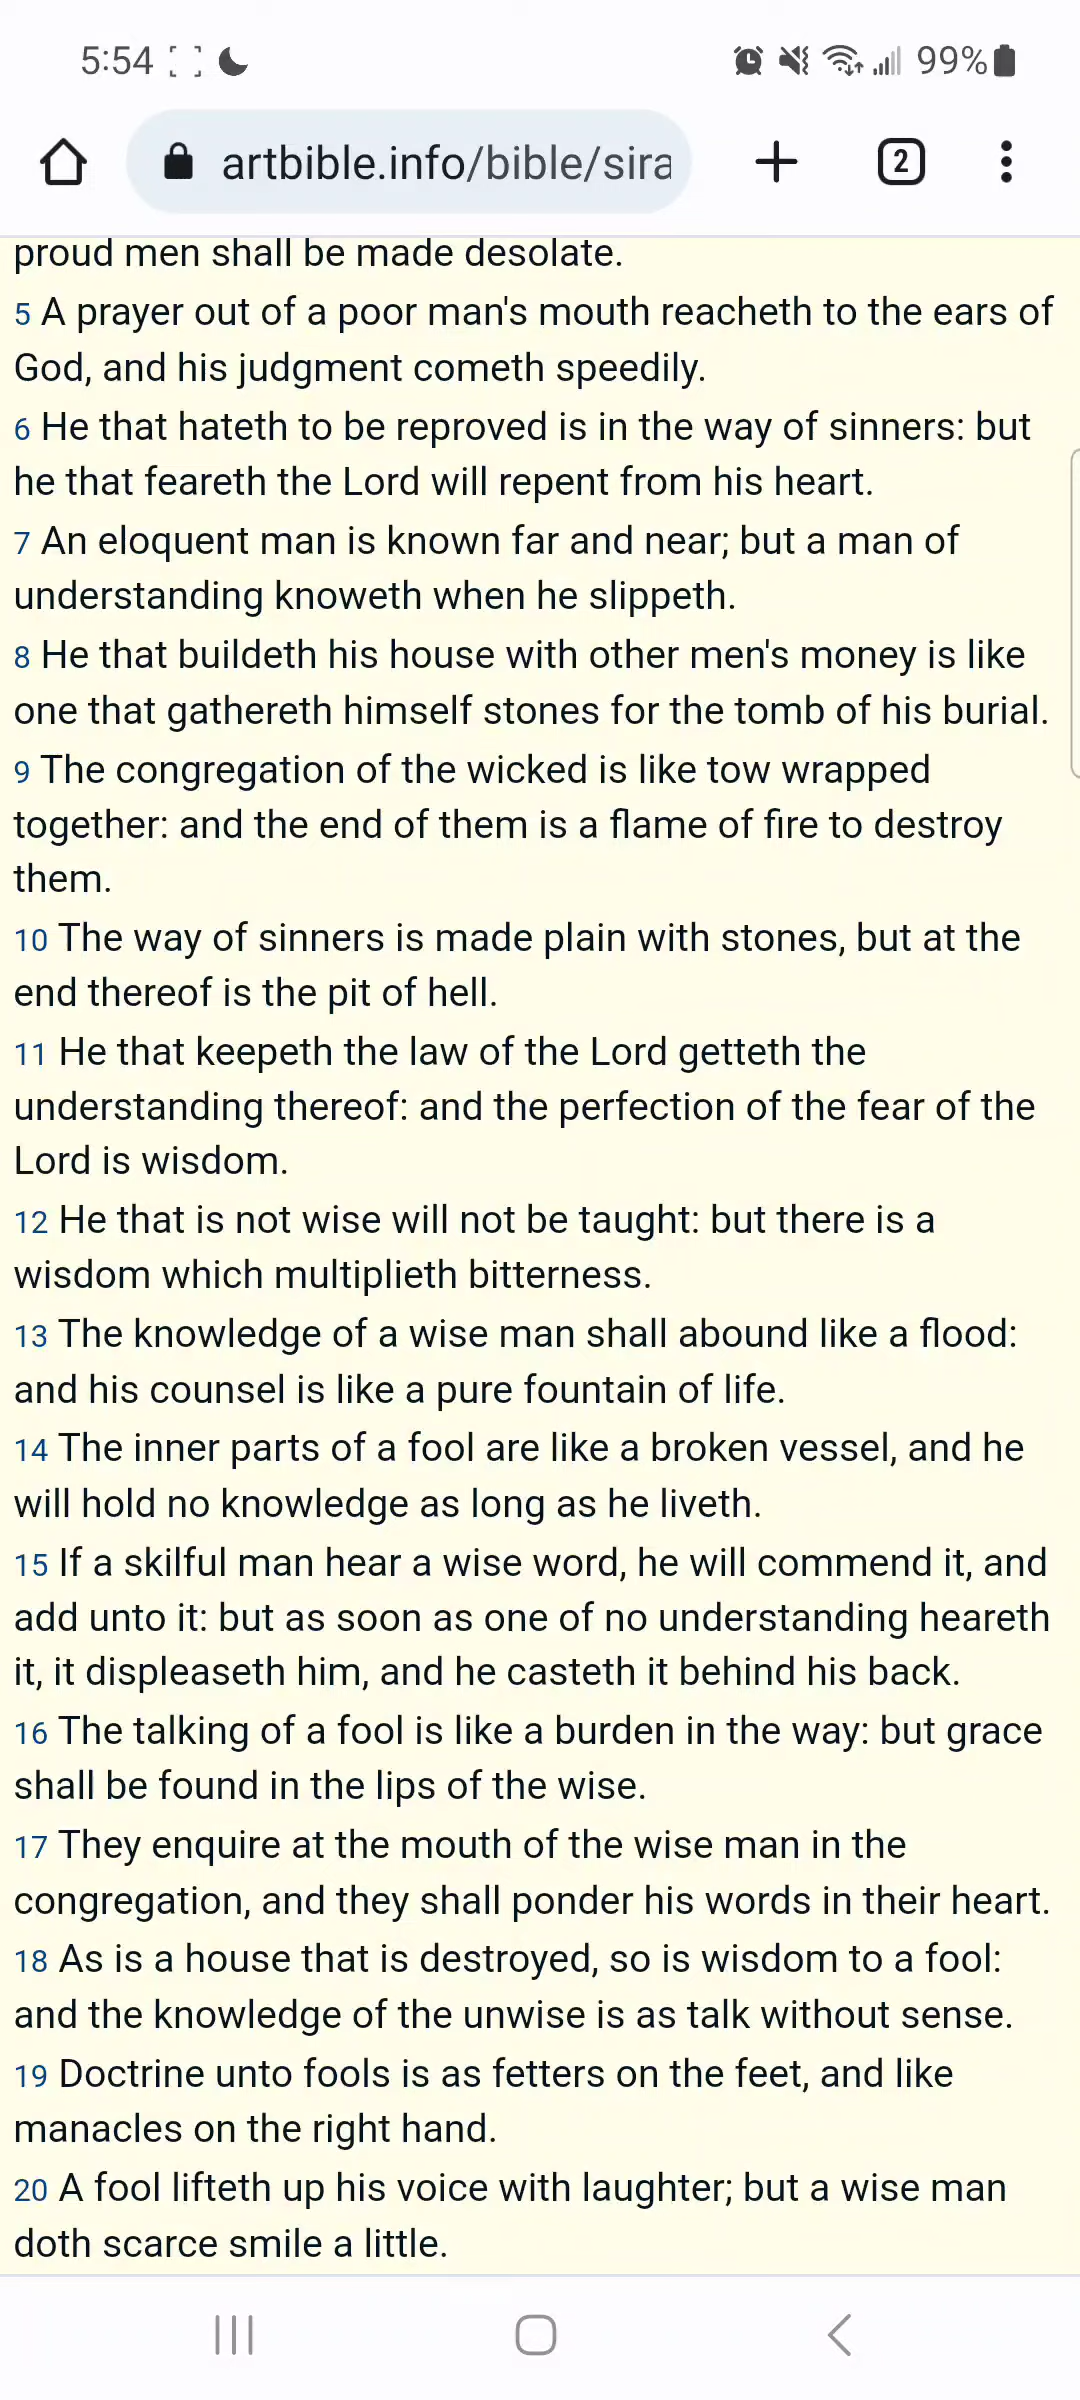 5:54
99%
artbible.info/bible/sira
2
proud men shall be made desolate.
5 A prayer out of a poor man's mouth reacheth to the ears of
God, and his judgment cometh speedily.
6 He that hateth to be reproved is in the way of sinners: but
he that feareth the Lord will repent from his heart.
7 An eloquent man is known far and near; but a man of
understanding knoweth when he slippeth.
8 He that buildeth his house with other men's money is like
one that gathereth himself stones for the tomb of his burial.
9 The congregation of the wicked is like tow wrapped
together: and the end of them is a flame of fire to destroy
them.
10 The way of sinners is made plain with stones, but at the
end thereof is the pit of hell.
11 He that keepeth the law of the Lord getteth the
understanding thereof: and the perfection of the fear of the
Lord is wisdom.
12 He that is not wise will not be taught: but there is a
wisdom which multiplieth bitterness.
13 The knowledge of a wise man shall abound like a flood:
and his counsel is like a pure fountain of life.
14 The inner parts of a fool are like a broken vessel, and he
will hold no knowledge as long as he liveth.
15 If a skilful man hear a wise word, he will commend it, and
add unto it: but as soon as one of no understanding heareth
it, it displeaseth him, and he casteth it behind his back.
16 The talking of a fool is like a burden in the way: but grace
shall be found in the lips of the wise.
17 They enquire at the mouth of the wise man in the
congregation, and they shall ponder his words in their heart.
18 As is a house that is destroyed, so is wisdom to a fool:
and the knowledge of the unwise is as talk without sense.
19 Doctrine unto fools is as fetters on the feet, and like
manacles on the right hand.
20 A fool lifteth up his voice with laughter; but a wise man
doth scarce smile a little.